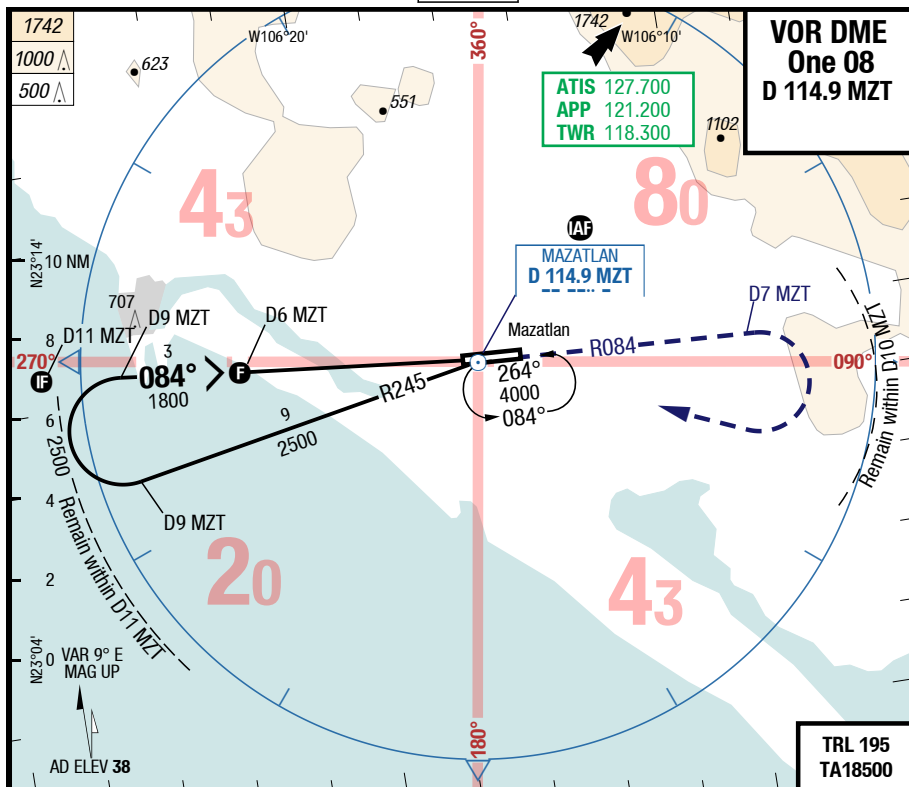 1742
1000
500
623
551
W106°20'
360°
1742
W106°10'
1102
VOR DME
One 08
D 114.9 MZT
ATIS 127.700
APP 121.200
TWR 118.300
43
80
IAF
MAZATLAN
D 114.9 MZT
N23°14'
10 NM
8
6
4
2
0
N23°04'
707
D11 MZT
D9 MZT
D6 MZT
Mazatlan
D7 MZT
270°
IF
3
084°
1800
F
R245
9
2500
264°
4000
084°
R084
090°
Remain within D10 MZT
2500 Remain within D11 MZT
D9 MZT
20
43
VAR 9° E
MAG UP
AD ELEV 38
180°
TRL 195
TA18500